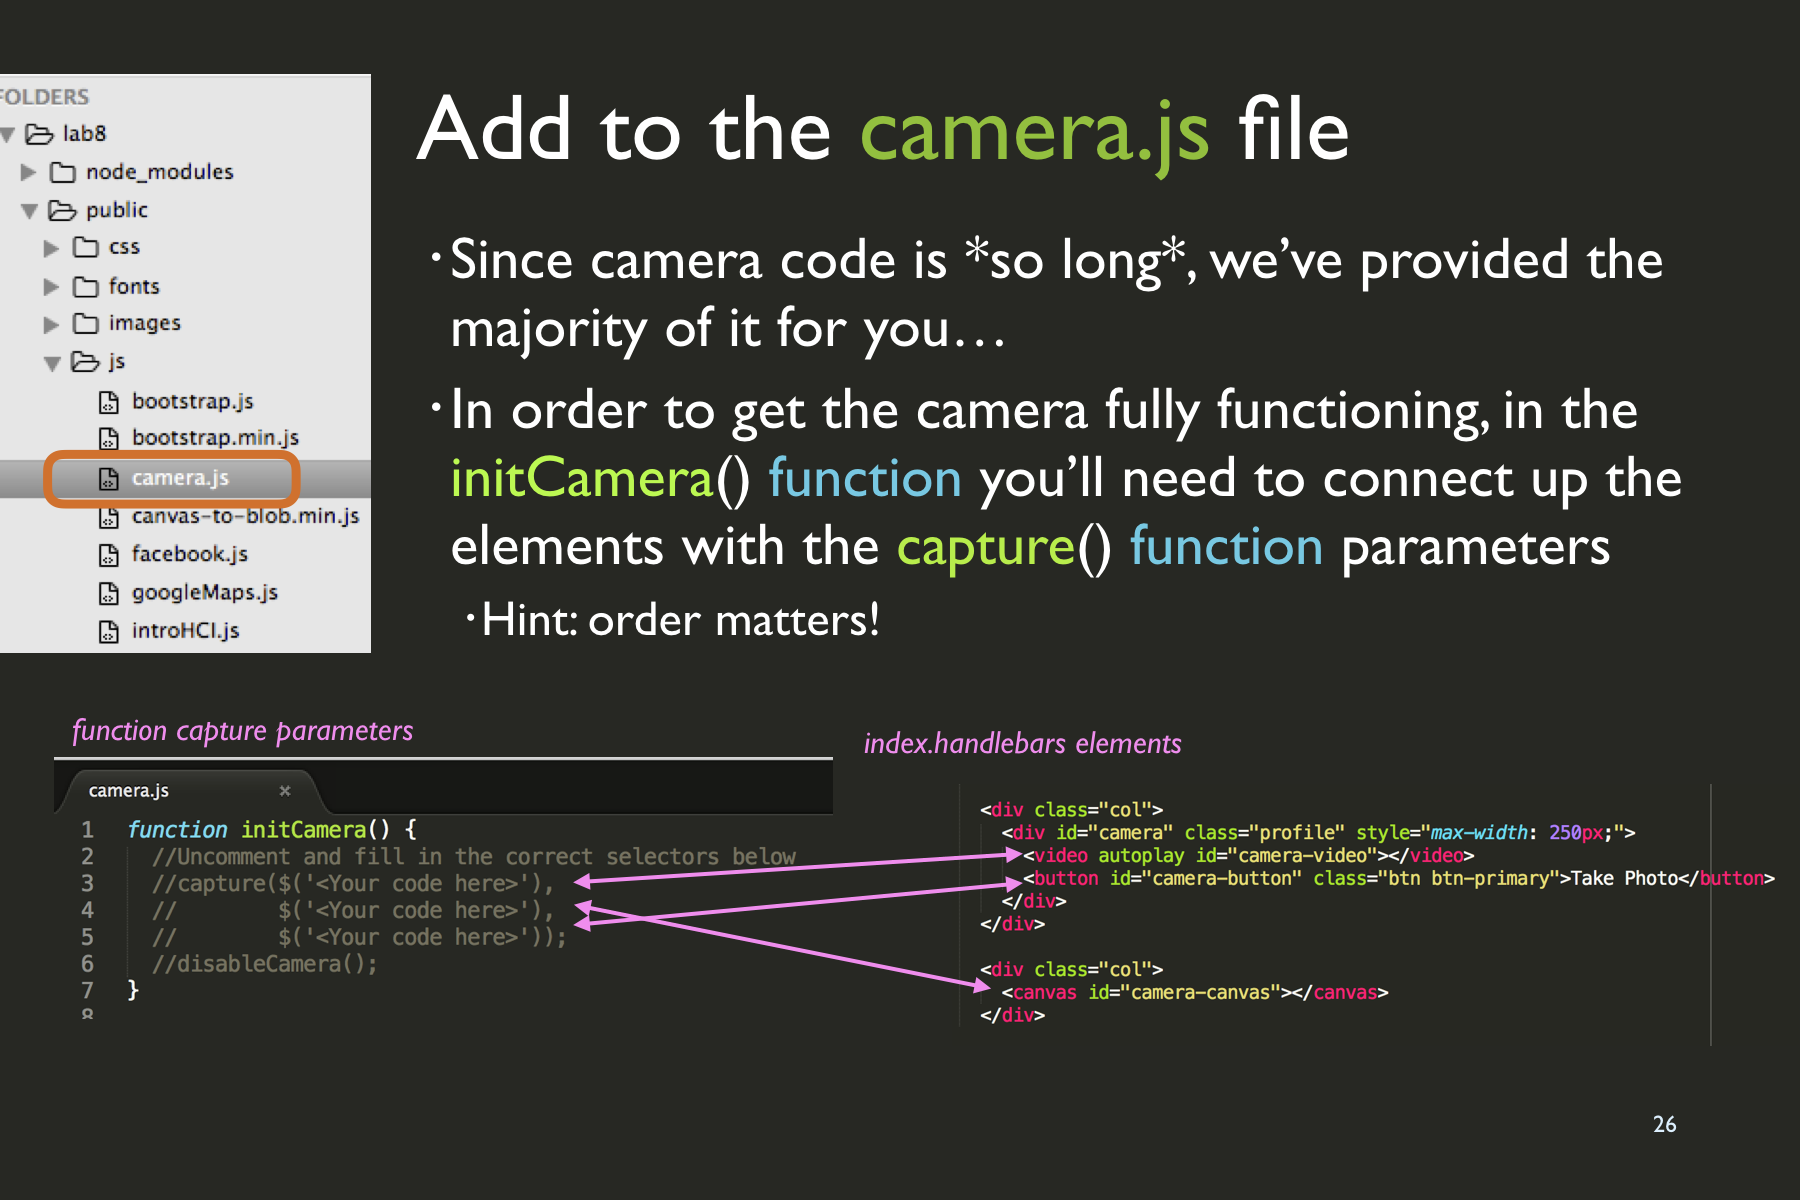 FOLDERS
lab8
node_modules
public
css
fonts
images
js
bootstrap.js
bootstrap.min.js
camera.js
canvas-to-blob.min.js
facebook.js
googleMaps.js
introHCI.js
Add to the camera.js file
•Since camera code is *so long*, we’ve provided the
majority of it for you…
•In order to get the camera fully functioning, in the
initCamera() function you’ll need to connect up the
elements with the capture() function parameters
•Hint: order matters!
function capture parameters
camera.js ×
1 function initCamera() {
2 //Uncomment and fill in the correct selectors below
3 //capture($('<Your code here>'),
4 // $('<Your code here>'),
5 // $('<Your code here>'));
6 //disableCamera();
7 }
8
index.handlebars elements
<div class="col">
<div id="camera" class="profile" style="max-width: 250px;">
<video autoplay id="camera-video"></video>
<button id="camera-button" class="btn btn-primary">Take Photo</button>
</div>
</div>
<div class="col">
<canvas id="camera-canvas"></canvas>
</div>
26